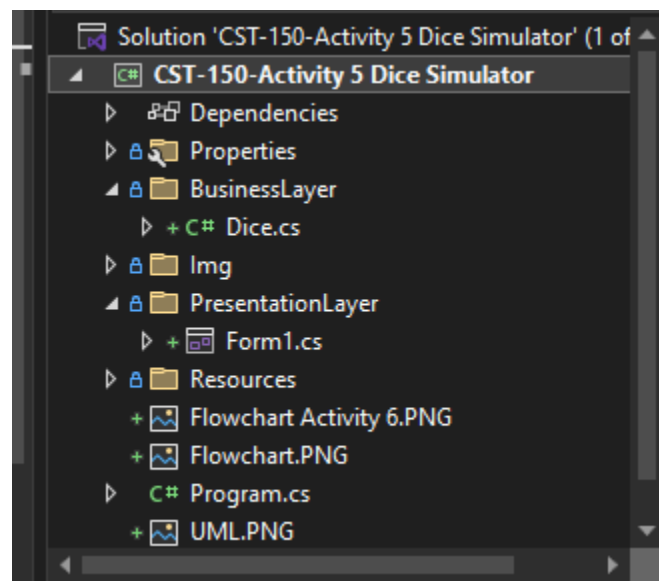 Solution 'CST-150-Activity 5 Dice Simulator' (1 of
C# CST-150-Activity 5 Dice Simulator
Dependencies
Properties
BusinessLayer
+ C# Dice.cs
Img
PresentationLayer
+ Form1.cs
Resources
+ Flowchart Activity 6.PNG
+ Flowchart.PNG
C# Program.cs
+ UML.PNG